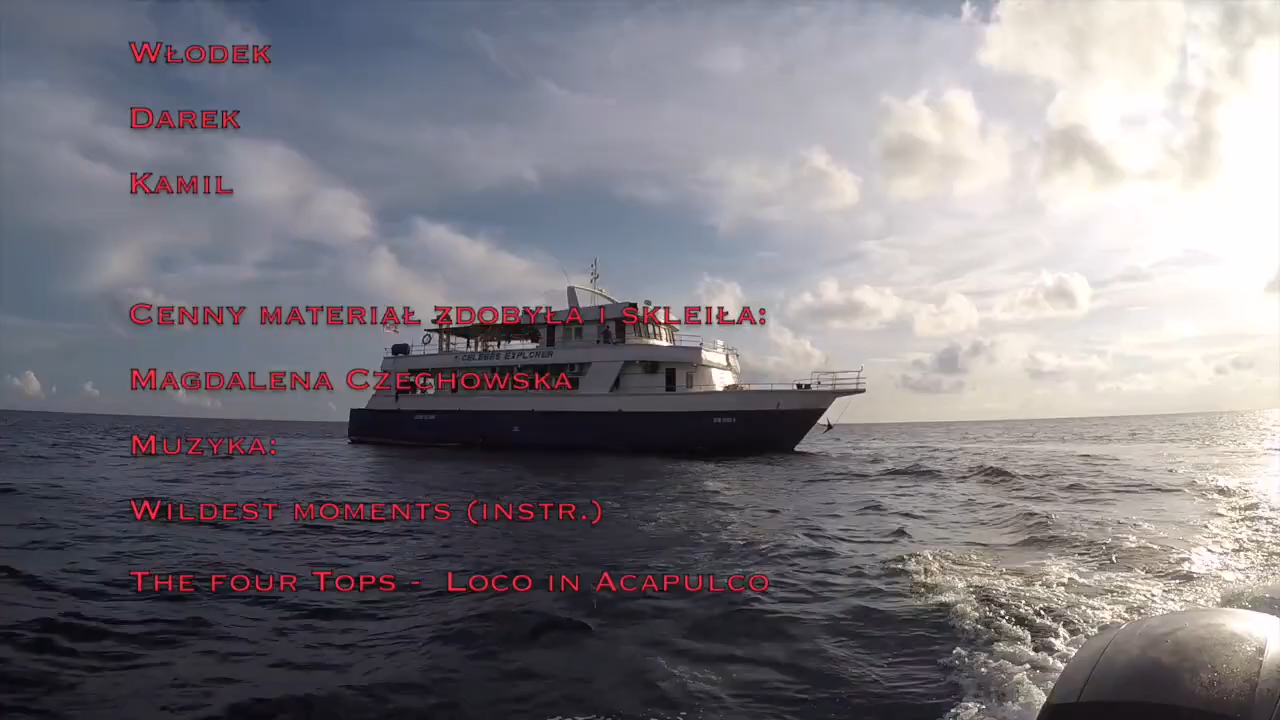 Włodek
Darek
Kamil
Cenny materiał zdobyła i skleiła:
CELEBES EXPLORER
Magdalena Czechowska
Muzyka:
Wildest moments (instr.)
The four Tops - Loco in Acapulco